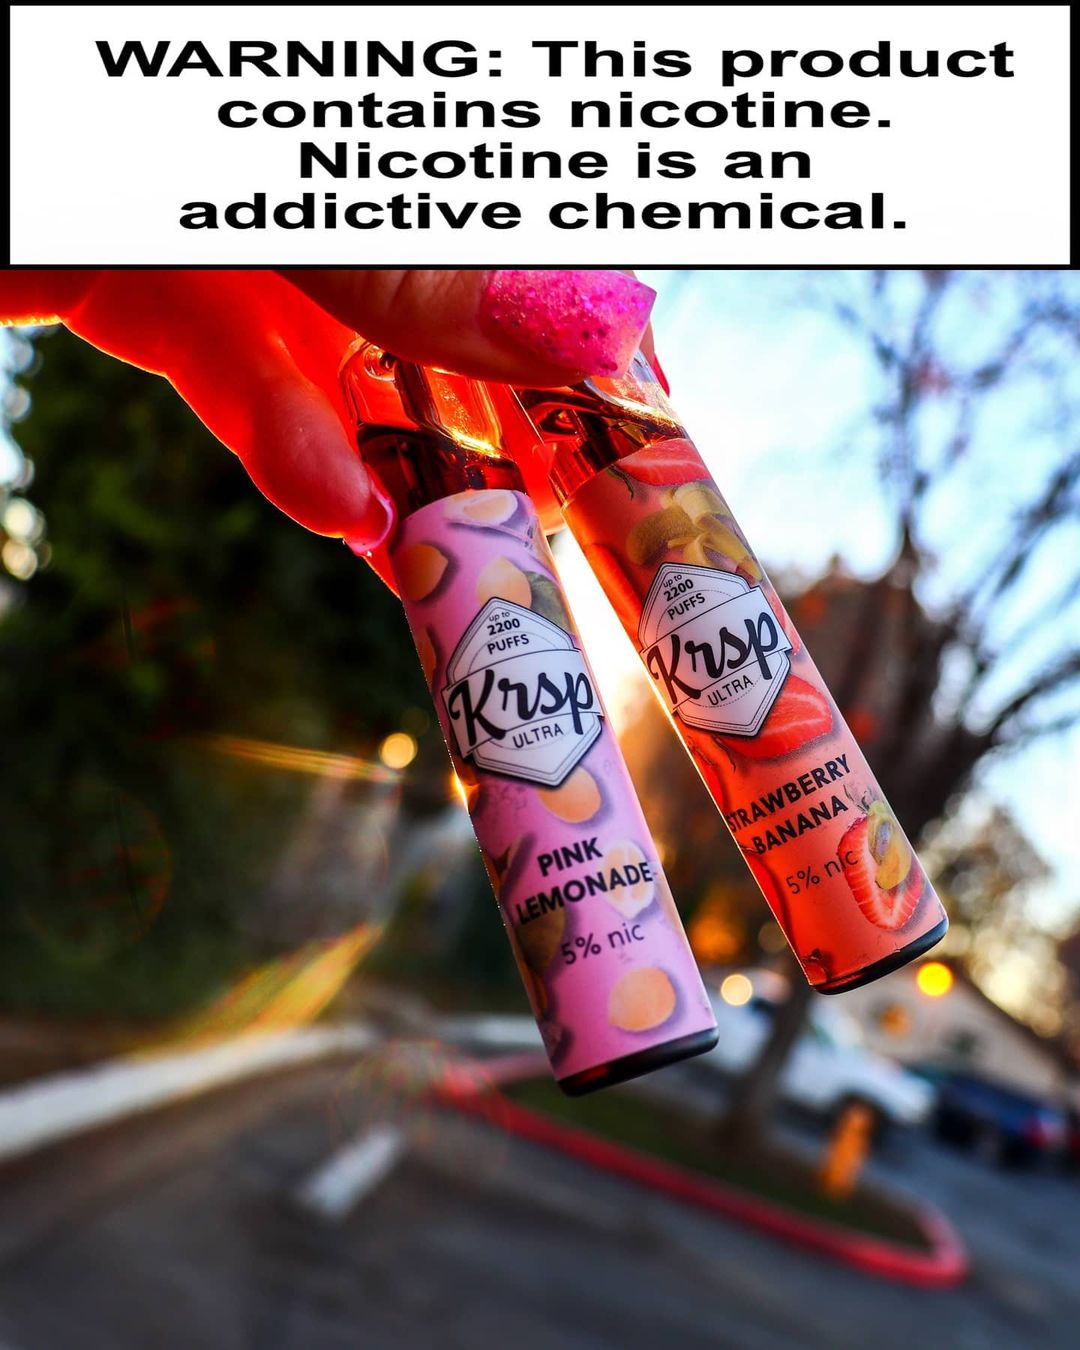 WARNING: This product
contains nicotine.
Nicotine is an
addictive chemical.
up to
2200
PUFFS
Krsp
ULTRA
PINK
LEMONADE
5% nic
up to
2200
PUFFS
Krsp
ULTRA
STRAWBERRY
BANANA
5% nic